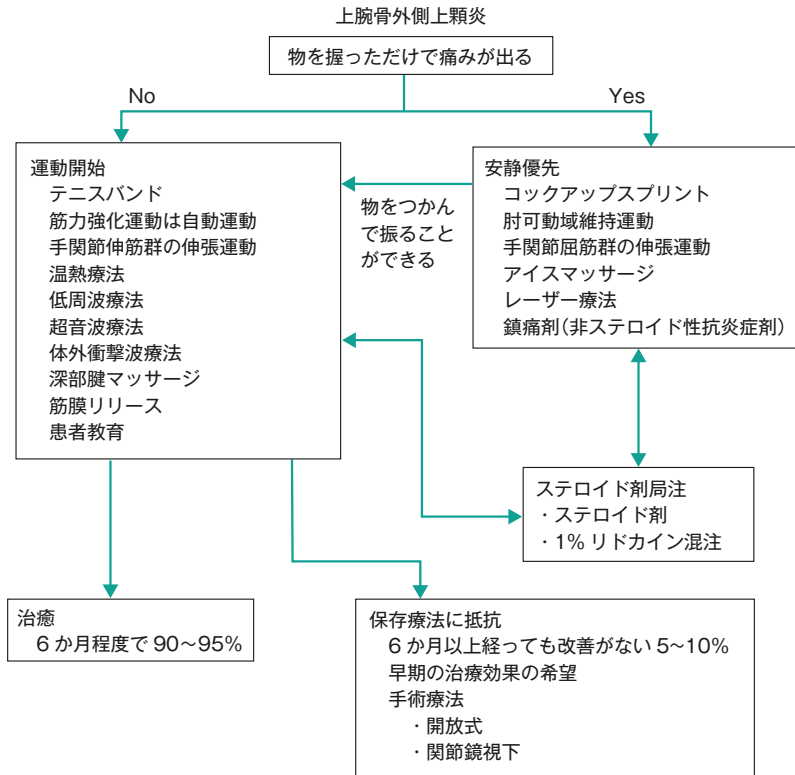 上腕骨外側上顆炎
物を握っただけで痛みが出る
No
Yes
運動開始
テニスバンド
筋力強化運動は自動運動
手関節伸筋群の伸張運動
温熱療法
低周波療法
超音波療法
体外衝撃波療法
深部腱マッサージ
筋膜リリース
患者教育
物をつかん
で振ること
ができる
安静優先
コックアップスプリント
肘可動域維持運動
手関節屈筋群の伸張運動
アイスマッサージ
レーザー療法
鎮痛剤(非ステロイド性抗炎症剤)
ステロイド剤局注
・ステロイド剤
・1% リドカイン混注
治癒
6 か月程度で 90〜95%
保存療法に抵抗
6 か月以上経っても改善がない 5〜10%
早期の治療効果の希望
手術療法
・開放式
・関節鏡視下